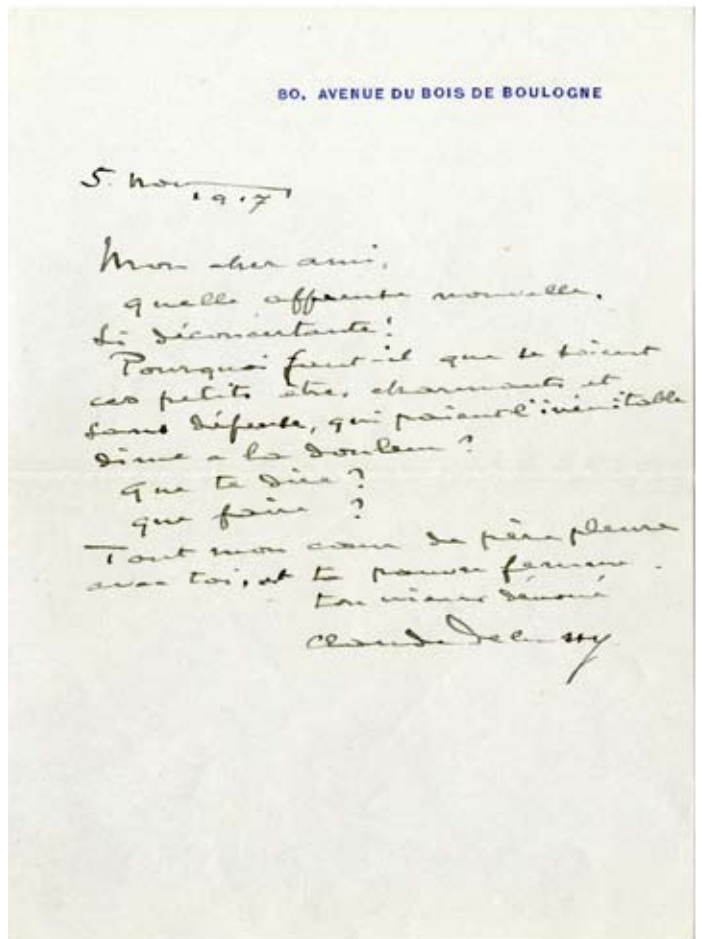 80, AVENUE DU BOIS DE BOULOGNE
5. Nov
1917
Mon cher ami,
quelle affreuse nouvelle.
Si déconcertante!
Pourquoi faut-il que se soient
ces petits êtres charmants et
sans défense, qui paient l'inévitable
dîme a la douleur?
que te dire?
que faire?
Tout mon cœur de père pleure
avec toi, et ta pauvre femme.
ton vieux dévoué
Claude Debussy